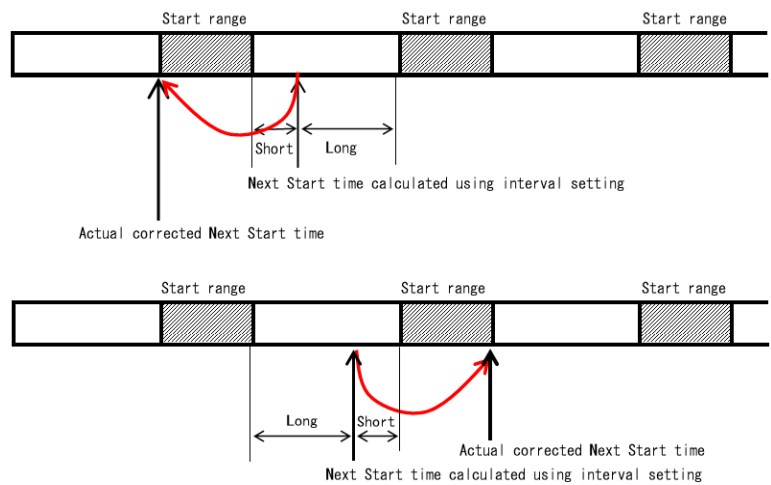 Start range Start range Start range
Short Long
Next Start time calculated using interval setting
Actual corrected Next Start time
Start range Start range Start range
Long Short
Actual corrected Next Start time
Next Start time calculated using interval setting